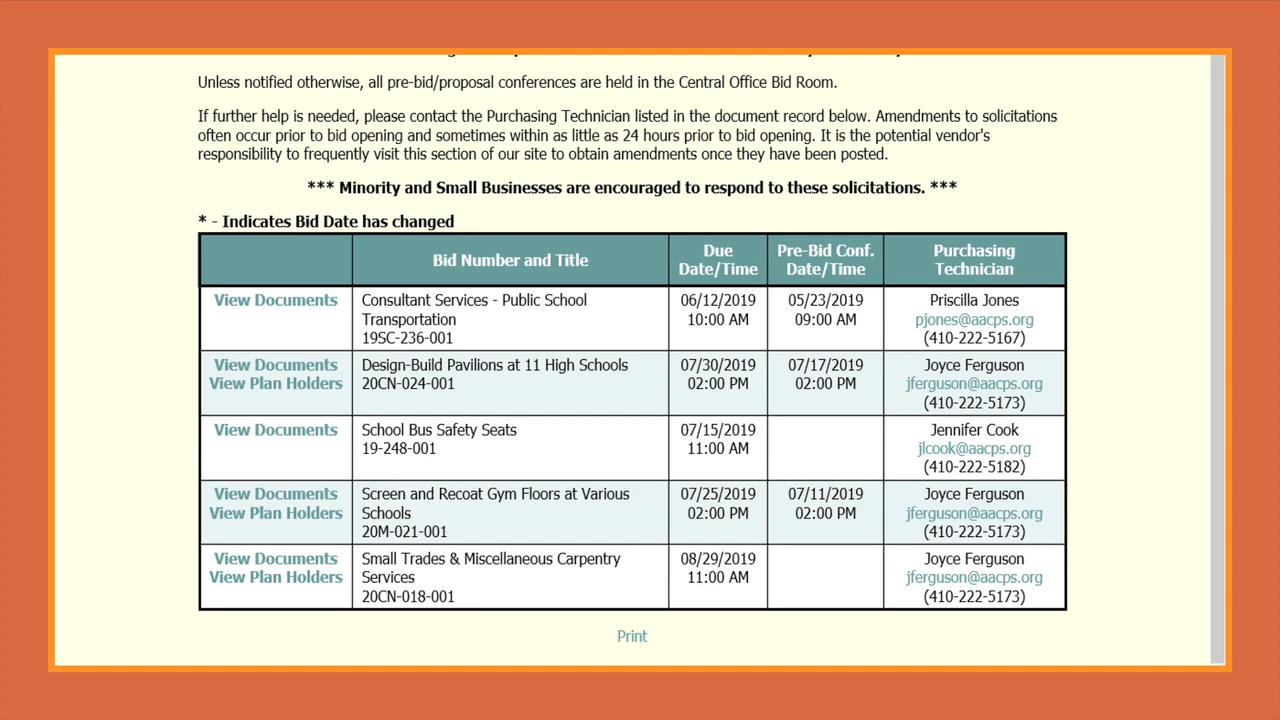 Unless notified otherwise, all pre-bid/proposal conferences are held in the Central Office Bid Room.
If further help is needed, please contact the Purchasing Technician listed in the document record below. Amendments to solicitations
often occur prior to bid opening and sometimes within as little as 24 hours prior to bid opening. It is the potential vendor's
responsibility to frequently visit this section of our site to obtain amendments once they have been posted.
*** Minority and Small Businesses are encouraged to respond to these solicitations. ***
* - Indicates Bid Date has changed
Bid Number and Title
Due
Date/Time
Pre-Bid Conf.
Date/Time
Purchasing
Technician
View Documents
Consultant Services - Public School
Transportation
19SC-236-001
06/12/2019
10:00 AM
05/23/2019
09:00 AM
Priscilla Jones
pjones@aacps.org
(410-222-5167)
View Documents
View Plan Holders
Design-Build Pavilions at 11 High Schools
20CN-024-001
07/30/2019
02:00 PM
07/17/2019
02:00 PM
Joyce Ferguson
jferguson@aacps.org
(410-222-5173)
View Documents
School Bus Safety Seats
19-248-001
07/15/2019
11:00 AM
Jennifer Cook
jlcook@aacps.org
(410-222-5182)
View Documents
View Plan Holders
Screen and Recoat Gym Floors at Various
Schools
20M-021-001
07/25/2019
02:00 PM
07/11/2019
02:00 PM
Joyce Ferguson
jferguson@aacps.org
(410-222-5173)
View Documents
View Plan Holders
Small Trades & Miscellaneous Carpentry
Services
20CN-018-001
08/29/2019
11:00 AM
Joyce Ferguson
jferguson@aacps.org
(410-222-5173)
Print